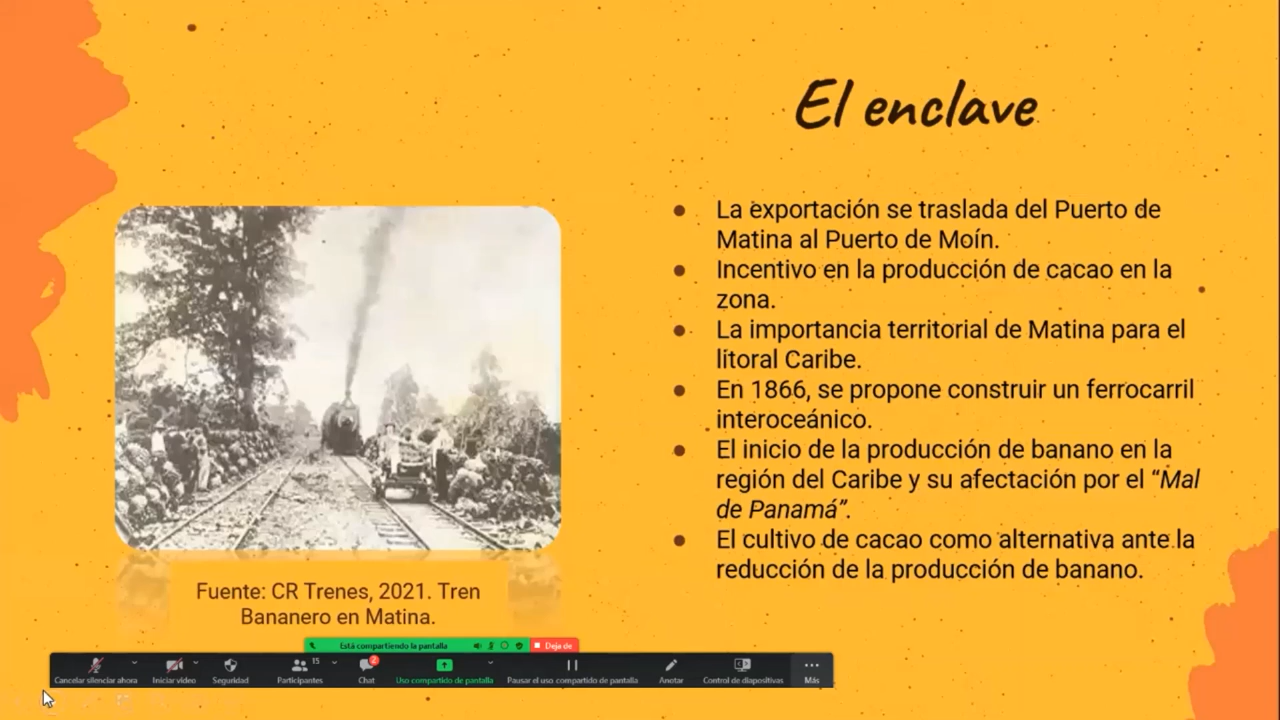 El enclave
● La exportación se traslada del Puerto de
Matina al Puerto de Moín.
● Incentivo en la producción de cacao en la
zona.
● La importancia territorial de Matina para el
litoral Caribe.
● En 1866, se propone construir un ferrocarril
interoceánico.
● El inicio de la producción de banano en la
región del Caribe y su afectación por el “Mal
de Panamá”.
● El cultivo de cacao como alternativa ante la
reducción de la producción de banano.
Fuente: CR Trenes, 2021. Tren
Bananero en Matina.
Está compartiendo la pantalla
Deja de
15
2
Cancelar silenciar ahora
Iniciar video
Seguridad
Participantes
Chat
Uso compartido de pantalla
Pausar el uso compartido de pantalla
Anotar
Control de diapositivas
Más